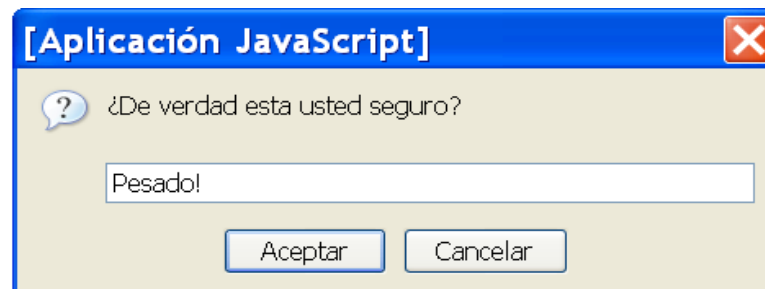 [Aplicación JavaScript]
¿De verdad esta usted seguro?
Pesado!
Aceptar Cancelar